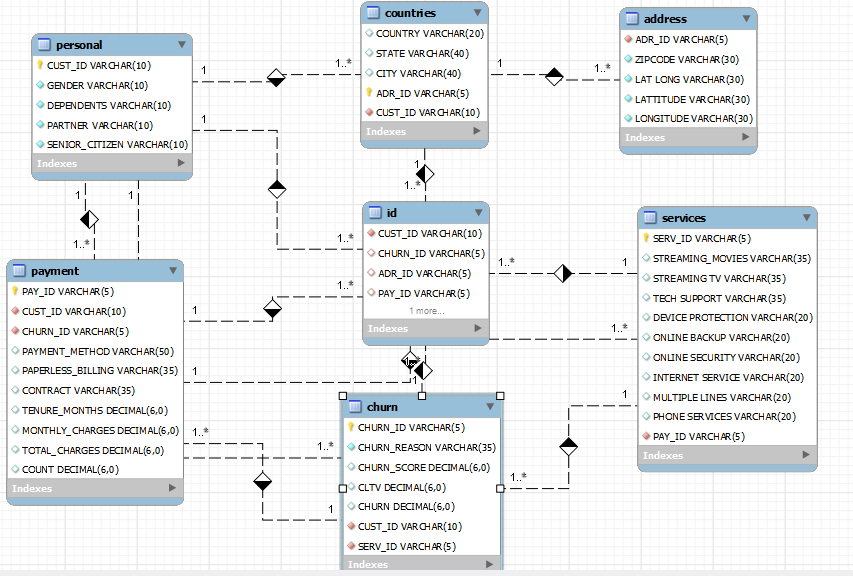 personal
CUST_ID VARCHAR(10)
GENDER VARCHAR(10)
DEPENDENTS VARCHAR(10)
PARTNER VARCHAR(10)
SENIOR_CITIZEN VARCHAR(10)
Indexes
countries
COUNTRY VARCHAR(20)
STATE VARCHAR(40)
CITY VARCHAR(40)
ADR_ID VARCHAR(5)
CUST_ID VARCHAR(10)
Indexes
address
ADR_ID VARCHAR(5)
ZIPCODE VARCHAR(30)
LAT LONG VARCHAR(30)
LATTITUDE VARCHAR(30)
LONGITUDE VARCHAR(30)
Indexes
1
1..*
1
1..*
1
1..*
1
1..*
1
1
1..*
id
CUST_ID VARCHAR(10)
CHURN_ID VARCHAR(5)
ADR_ID VARCHAR(5)
PAY_ID VARCHAR(5)
1 more...
Indexes
payment
PAY_ID VARCHAR(5)
CUST_ID VARCHAR(10)
CHURN_ID VARCHAR(5)
PAYMENT_METHOD VARCHAR(50)
PAPERLESS_BILLING VARCHAR(35)
CONTRACT VARCHAR(35)
TENURE_MONTHS DECIMAL(6,0)
MONTHLY_CHARGES DECIMAL(6,0)
TOTAL_CHARGES DECIMAL(6,0)
COUNT DECIMAL(6,0)
Indexes
services
SERV_ID VARCHAR(5)
STREAMING_MOVIES VARCHAR(35)
STREAMING TV VARCHAR(35)
TECH SUPPORT VARCHAR(35)
DEVICE PROTECTION VARCHAR(20)
ONLINE BACKUP VARCHAR(20)
ONLINE SECURITY VARCHAR(20)
INTERNET SERVICE VARCHAR(20)
MULTIPLE LINES VARCHAR(20)
PHONE SERVICES VARCHAR(20)
PAY_ID VARCHAR(5)
Indexes
1..*
1
1
1..*
1..*
1
1..*
1
1..*
1..*
1
1
1..*
churn
CHURN_ID VARCHAR(5)
CHURN_REASON VARCHAR(35)
CHURN_SCORE DECIMAL(6,0)
CLTV DECIMAL(6,0)
CHURN DECIMAL(6,0)
CUST_ID VARCHAR(10)
SERV_ID VARCHAR(5)
Indexes